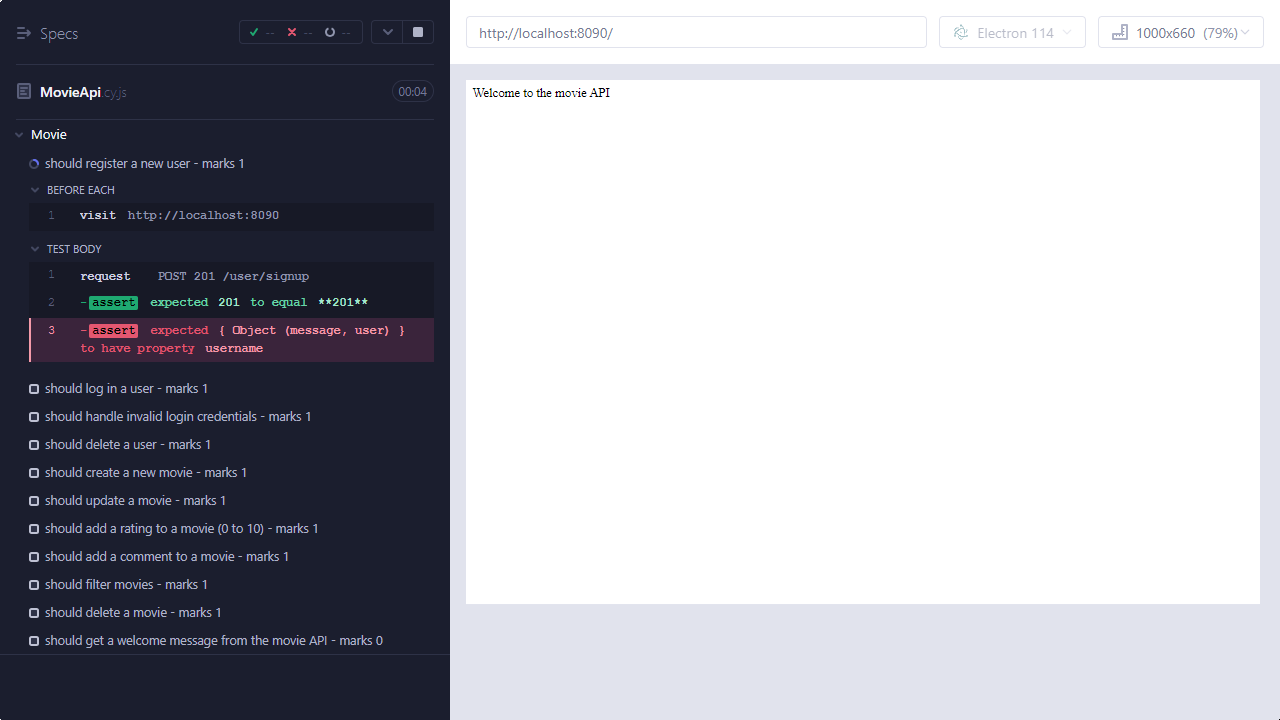 Specs
-- -- --
MovieApi.cy.js 00:04
Movie
should register a new user - marks 1
BEFORE EACH
1 visit http://localhost:8090
TEST BODY
1 request POST 201 /user/signup
2 -assert expected 201 to equal **201**
3 -assert expected { Object (message, user) }
to have property username
should log in a user - marks 1
should handle invalid login credentials - marks 1
should delete a user - marks 1
should create a new movie - marks 1
should update a movie - marks 1
should add a rating to a movie (0 to 10) - marks 1
should add a comment to a movie - marks 1
should filter movies - marks 1
should delete a movie - marks 1
should get a welcome message from the movie API - marks 0
http://localhost:8090/
Electron 114
1000x660 (79%)
Welcome to the movie API